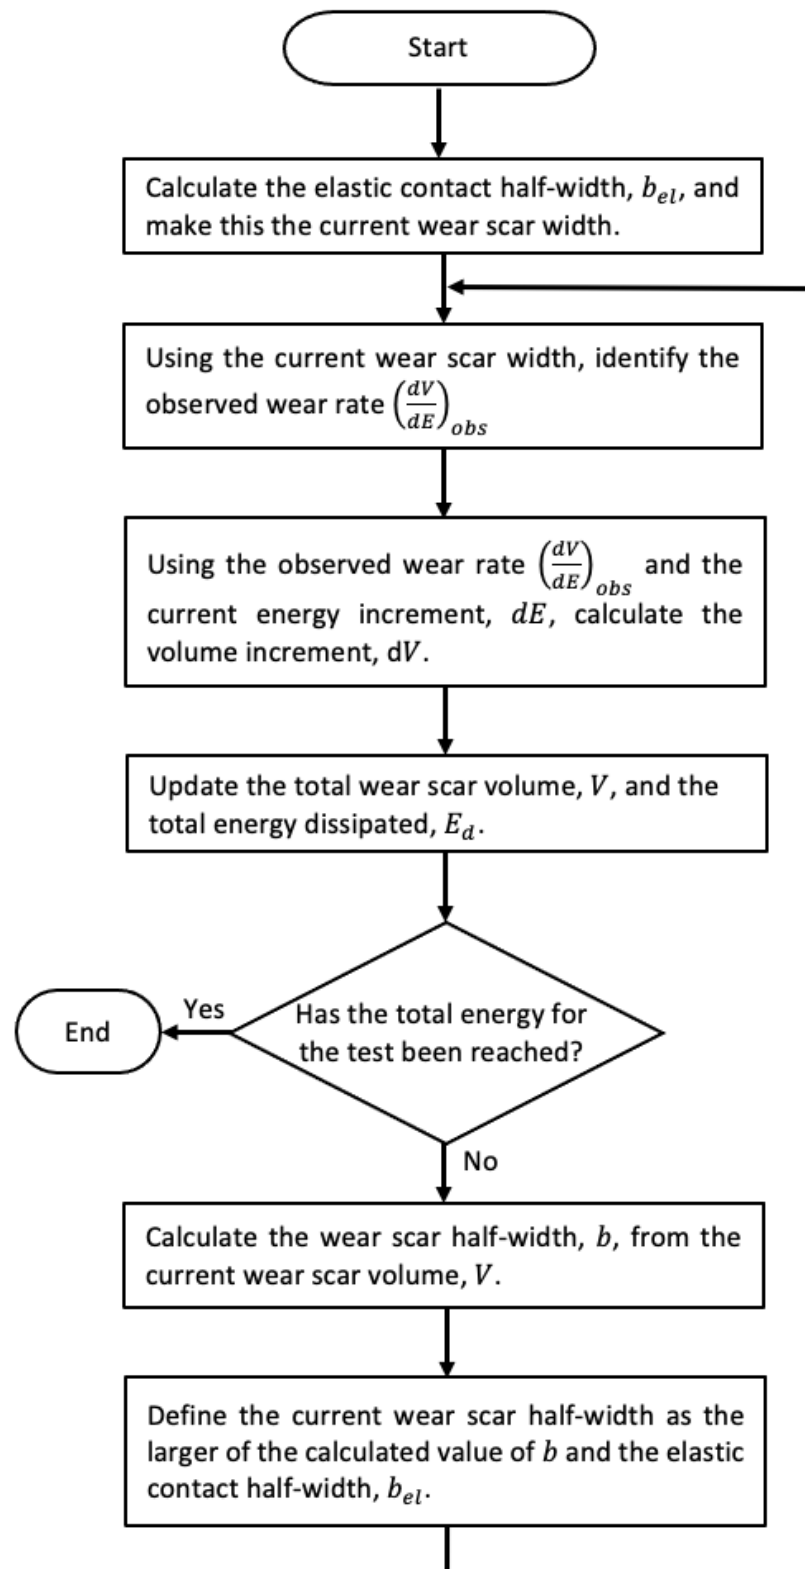 Start
Calculate the elastic contact half-width, b_el, and
make this the current wear scar width.
Using the current wear scar width, identify the
observed wear rate (dV/dE)_obs
Using the observed wear rate (dV/dE)_obs and the
current energy increment, dE, calculate the
volume increment, dV.
Update the total wear scar volume, V, and the
total energy dissipated, E_d.
Has the total energy for
the test been reached?
Yes
End
No
Calculate the wear scar half-width, b, from the
current wear scar volume, V.
Define the current wear scar half-width as the
larger of the calculated value of b and the elastic
contact half-width, b_el.